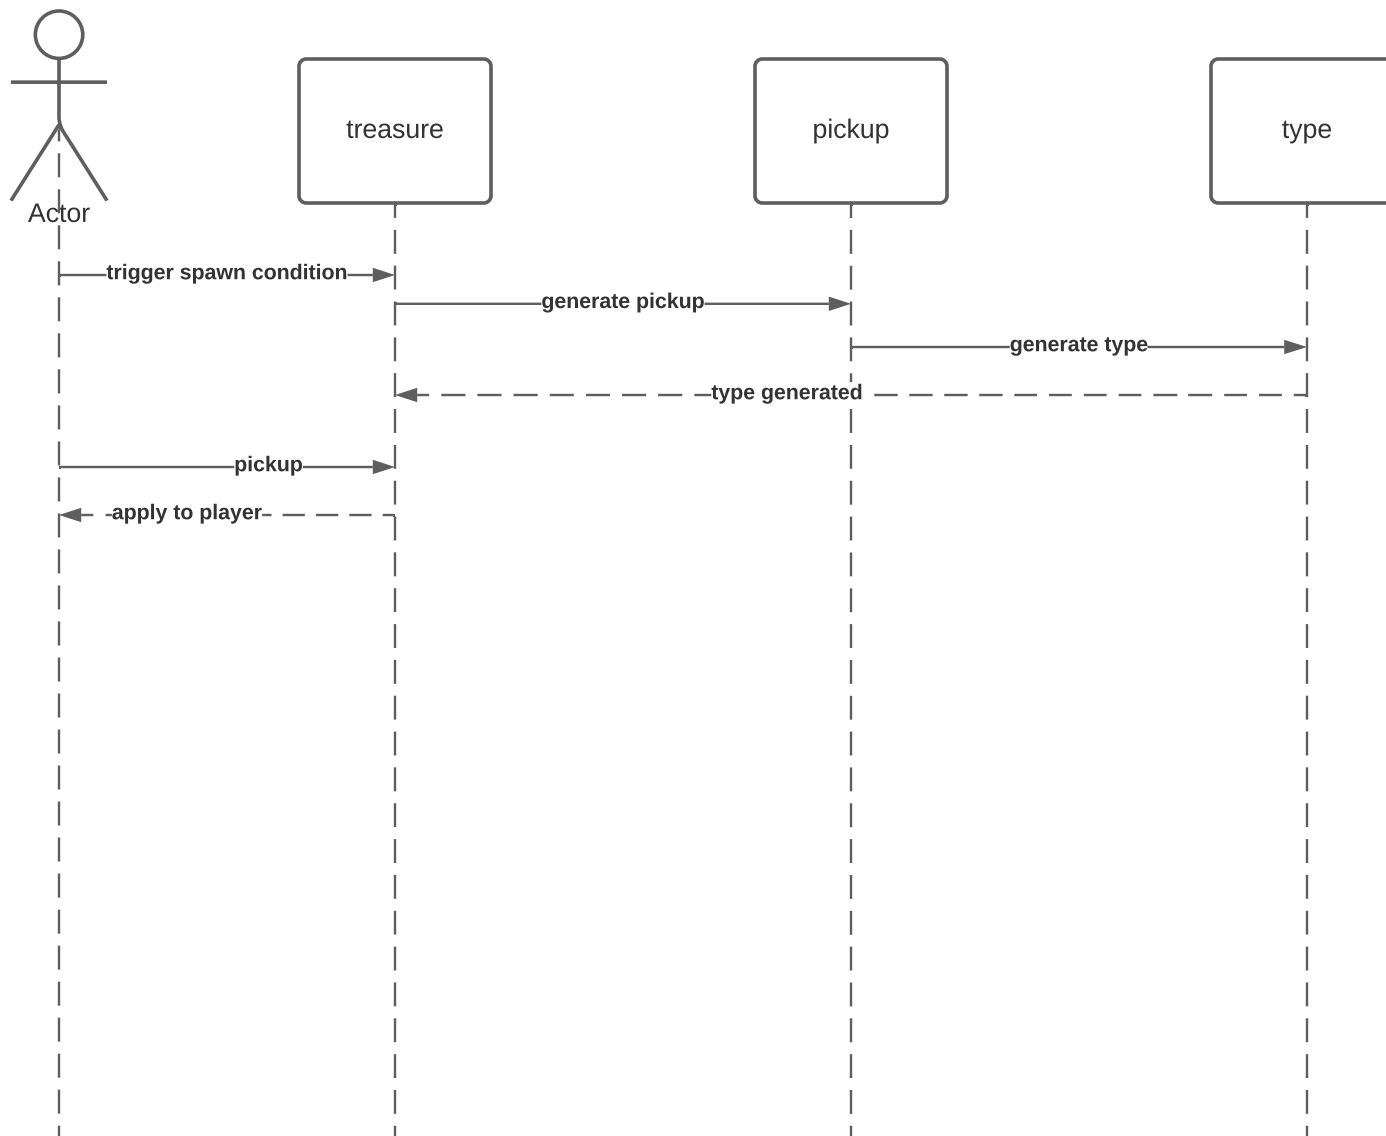 Actor
treasure
pickup
type
trigger spawn condition
generate pickup
generate type
type generated
pickup
apply to player